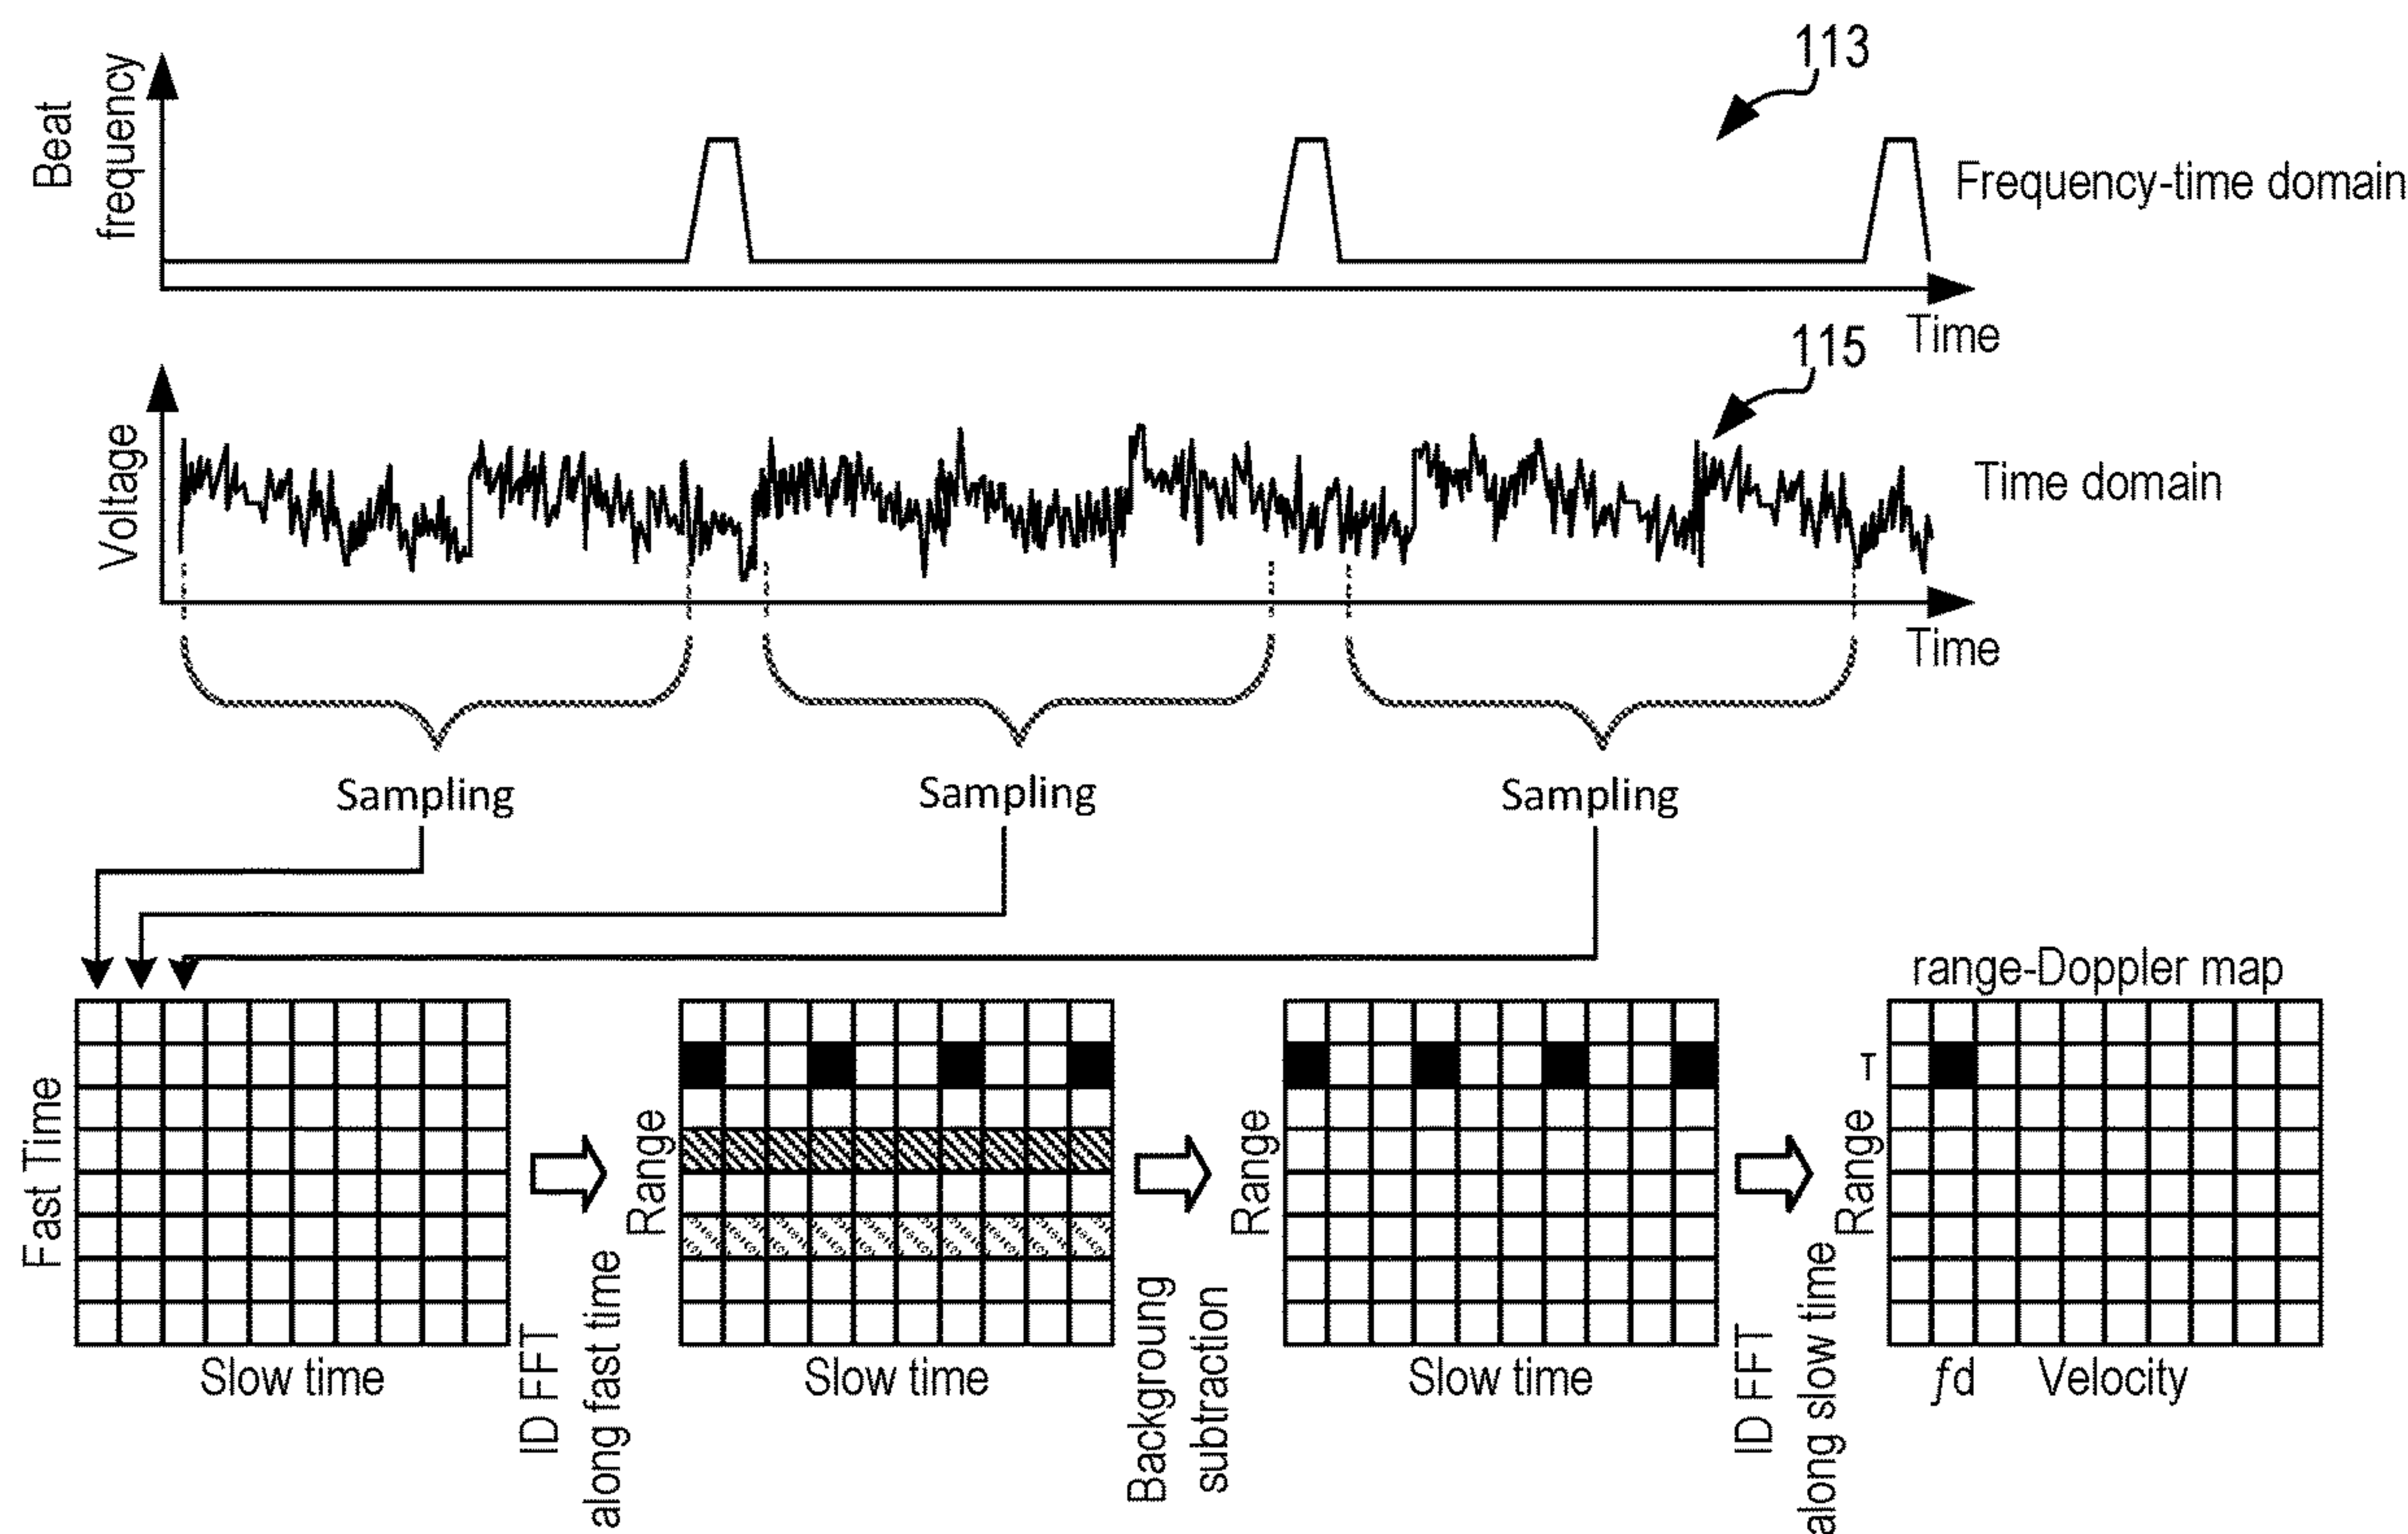 113
Beat
frequency
Frequency-time domain
Time
115
Voltage
Time domain
Time
Sampling
Sampling
Sampling
range-Doppler map
Fast Time
Slow time
ID FFT
along fast time
Range
Slow time
Backgroung
subtraction
Range
Slow time
ID FFT
along slow time
T
Range
ƒd
Velocity